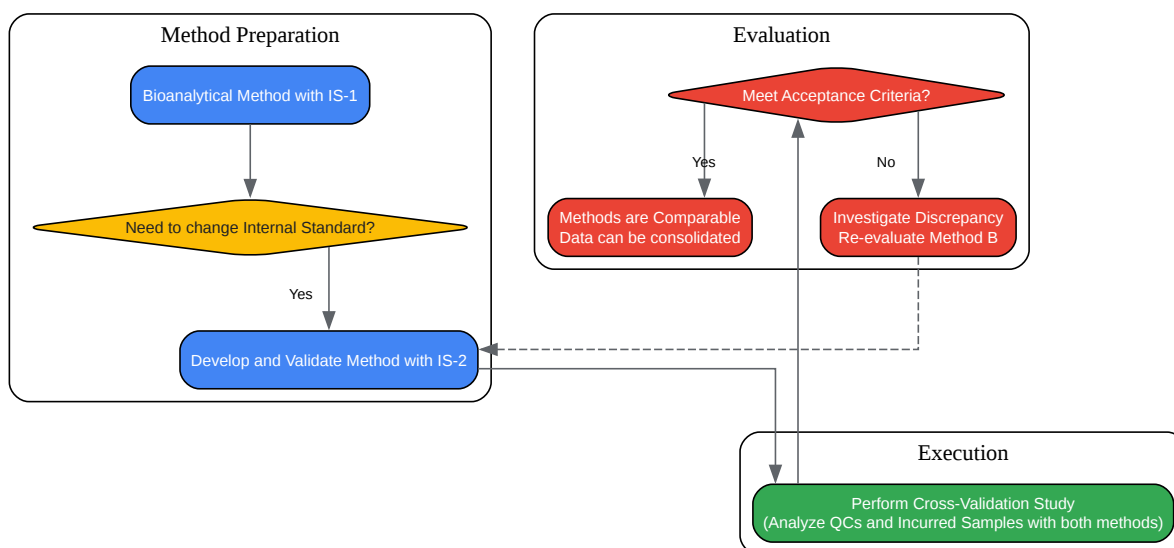 Method Preparation
Bioanalytical Method with IS-1
Need to change Internal Standard?
Yes
Develop and Validate Method with IS-2
Evaluation
Meet Acceptance Criteria?
Yes
No
Methods are Comparable
Data can be consolidated
Investigate Discrepancy
Re-evaluate Method B
Execution
Perform Cross-Validation Study
(Analyze QCs and Incurred Samples with both methods)